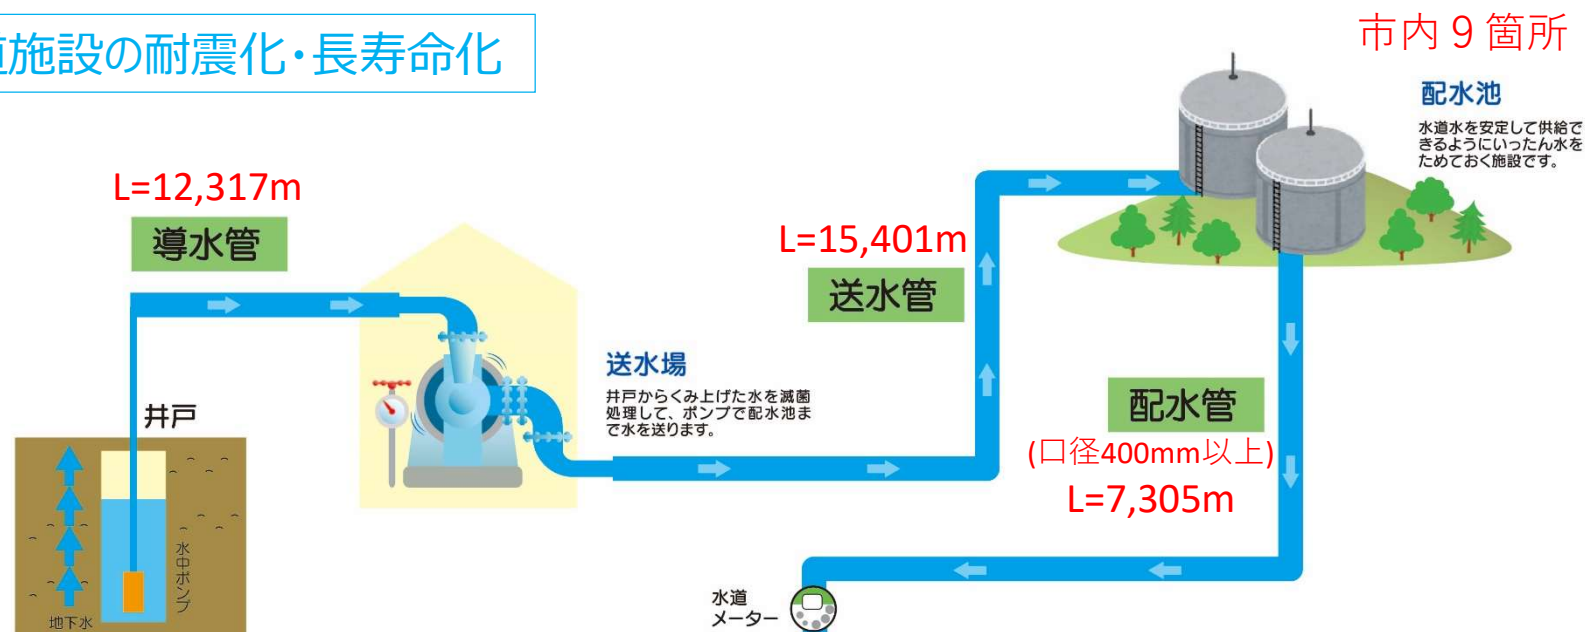 施設の耐震化・長寿命化
市内9箇所
配水池
水道水を安定して供給で
きるようにいったん水を
ためておく施設です。
L=12,317m
導水管
L=15,401m
送水管
送水場
井戸からくみ上げた水を滅菌
処理して、ポンプで配水池ま
で水を送ります。
配水管
(口径400mm以上)
L=7,305m
井戸
水中ポンプ
地下水
水道
メーター